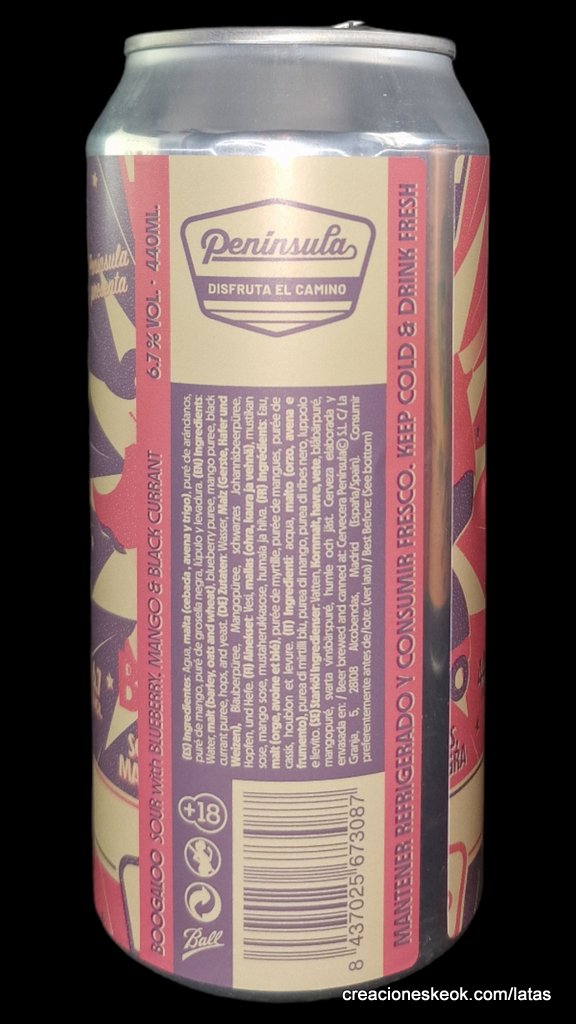 Península
DISFRUTA EL CAMINO
BOOGALOO SOUR with BLUEBERRY, MANGO & BLACK CURRANT 6.7 % VOL. - 440ML.
(ES) Ingredientes: Agua, malta (cebada , avena y trigo), puré de arándanos,
puré de mango, puré de grosella negra, lúpulo y levadura. (EN) Ingredients:
Water, malt (barley, oats and wheat), blueberry puree, mango puree, black
currant puree, hops, and yeast. (DE) Zutaten: Wasser, Malz (Gerste, Hafer und
Weizen), Blauberpüree, Mangopüree, schwarzes Johannisbeerpüree,
Hopfen, und Hefe. (FI) Ainekset: Vesi, mallas (ohra, kaura ja vehnä), mustikan
sose, mango sose, mustaherukkasose, humala ja hiiva. (FR) Ingrédients: Eau,
malt (orge, avoine et blé), purée de myrtille, purée de mangues, purée de
cassis, houblon et levure. (IT) Ingredienti: acqua, malto (orzo, avena e
frumento), purea di mirtilli blu, purea di mango, purea di ribes nero, luppolo
e lievito. (SE) Starköl Ingredienser: Vatten, Kornmalt, havre, vete, blåbärpuré,
mangopuré, svarta vinsbärspuré, humle och jäst. Cerveza elaborada y
envasada en: / Beer brewed and canned at: Cervecera Península© S.L. C/ La
Granja, 5, 28108 Alcobendas, Madrid (España/Spain). Consumir
preferentemente antes de/lote: (ver lata) / Best Before: (See bottom)
+18
Ball
8 437025 673087
MANTENER REFRIGERADO Y CONSUMIR FRESCO. KEEP COLD & DRINK FRESH
creacioneskeok.com/latas